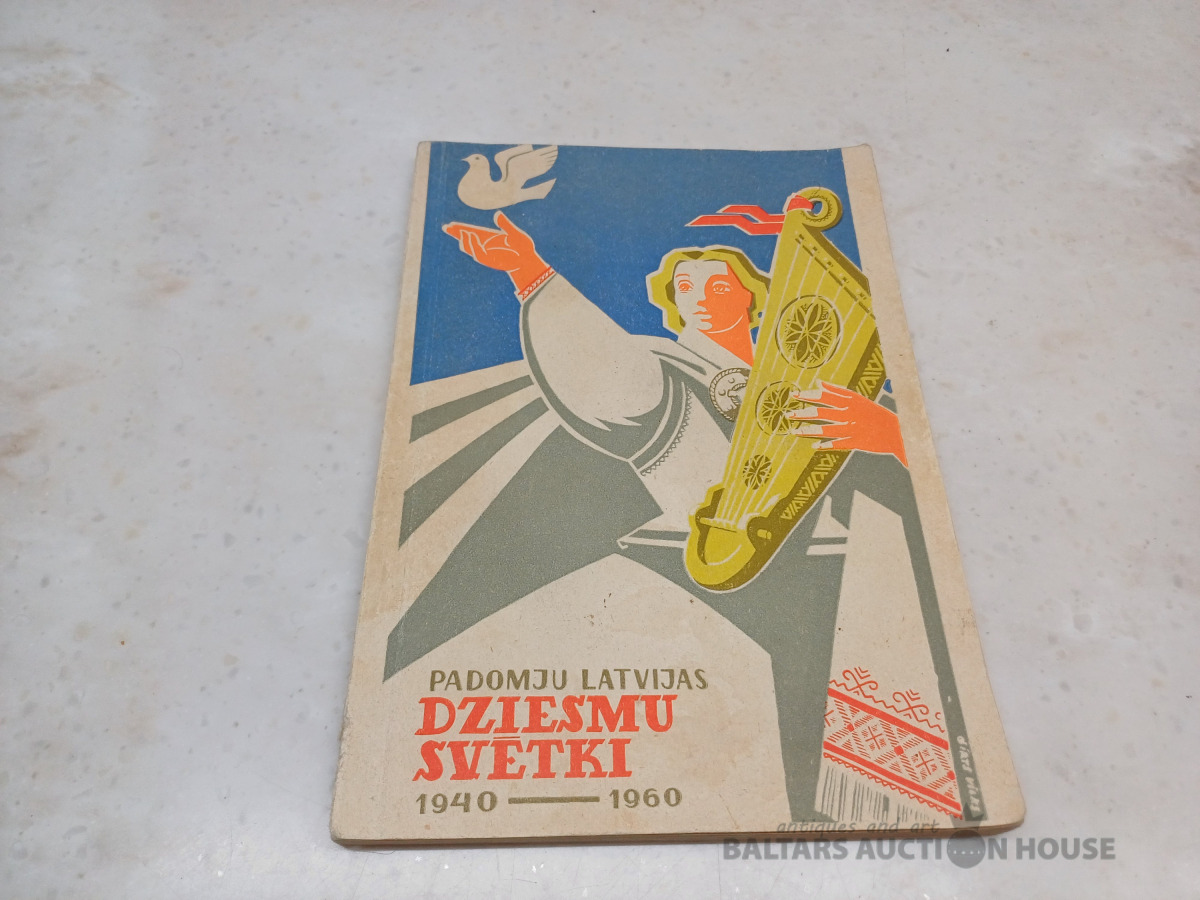 PADOMJU LATVIJAS
DZIESMU
SVĒTKI
1940 — 1960
antiques and art
BALTARS AUCTION HOUSE